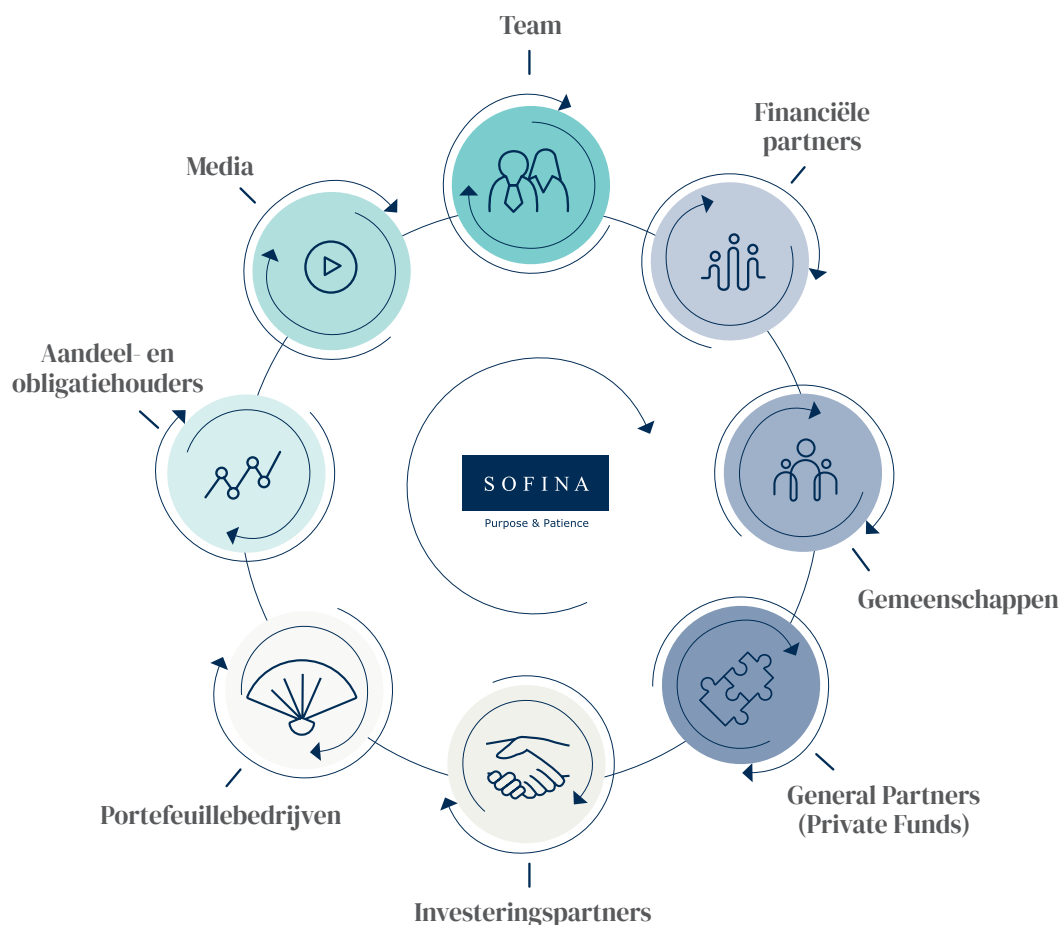 Team
Financiële
partners
Media
Aandeel- en
obligatiehouders
SOFINA
Purpose & Patience
Gemeenschappen
General Partners
(Private Funds)
Portefeuillebedrijven
Investeringspartners